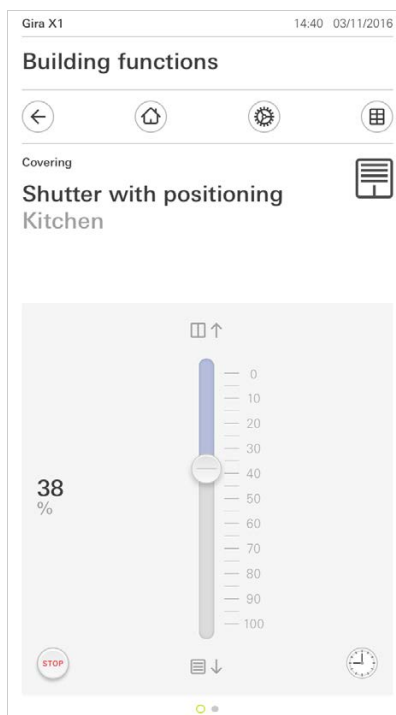 Gira X1
14:40 03/11/2016
Building functions
Covering
Shutter with positioning
Kitchen
0
10
20
30
40
50
60
70
80
90
100
38
%
STOP